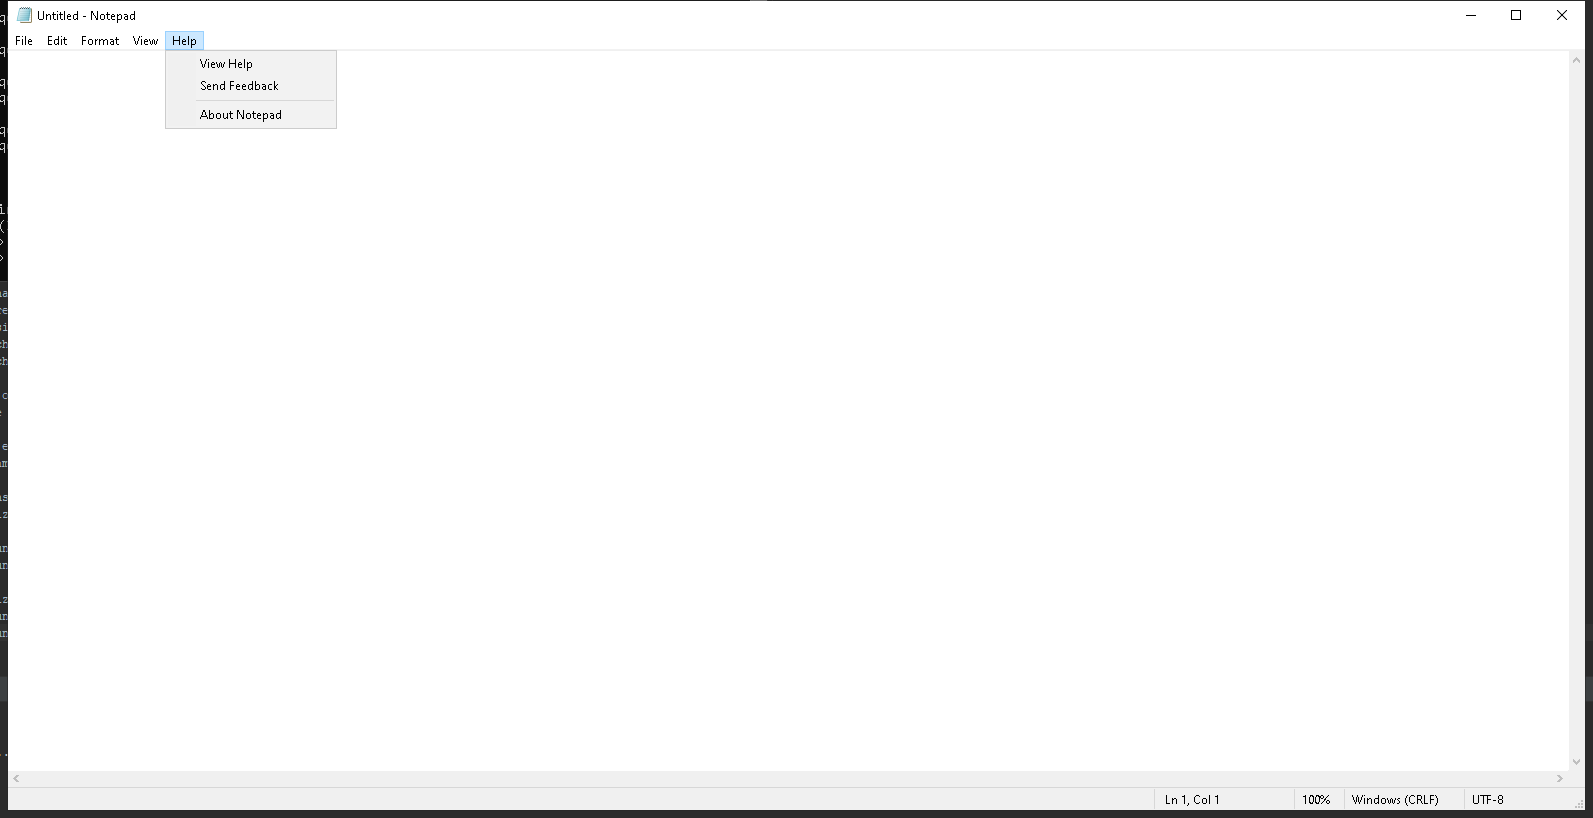 Untitled - Notepad
File Edit Format View Help
View Help
Send Feedback
About Notepad
Ln 1, Col 1 100% Windows (CRLF) UTF-8